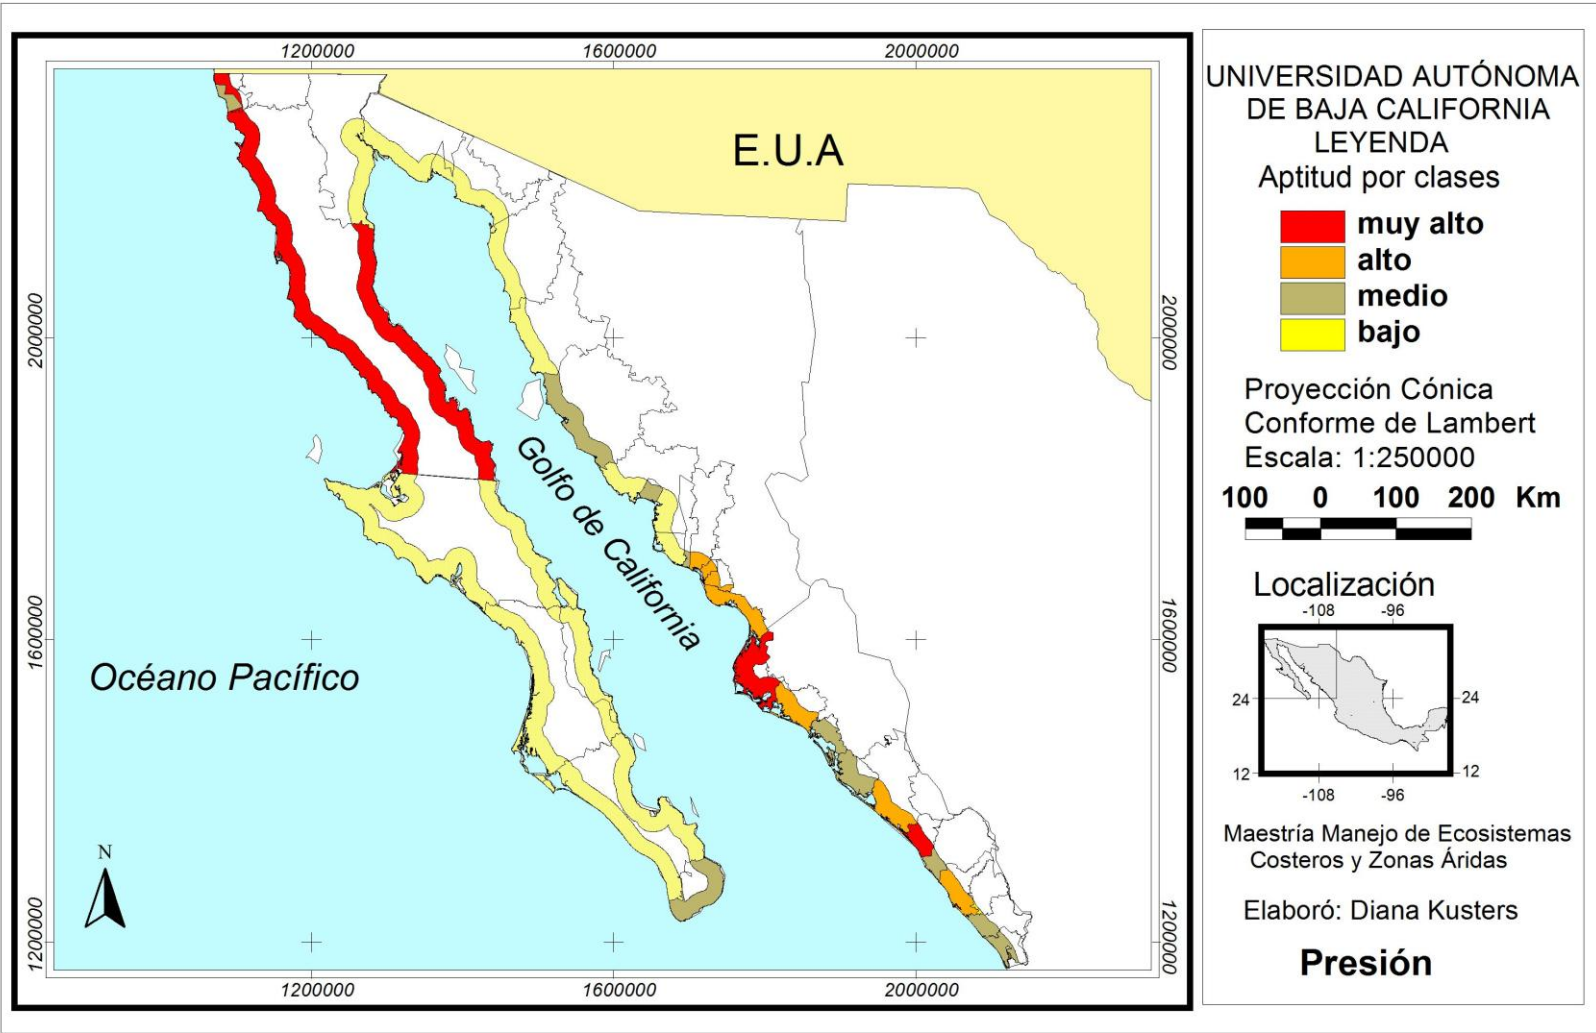 1200000
1600000
2000000
E.U.A
2000000
2000000
Golfo de California
1600000
1600000
Océano Pacífico
N
1200000
1200000
1200000
1600000
2000000
UNIVERSIDAD AUTÓNOMA
DE BAJA CALIFORNIA
LEYENDA
Aptitud por clases
muy alto
alto
medio
bajo
Proyección Cónica
Conforme de Lambert
Escala: 1:250000
100 0 100 200 Km
Localización
-108 -96
24 24
12 12
-108 -96
Maestría Manejo de Ecosistemas
Costeros y Zonas Áridas
Elaboró: Diana Kusters
Presión